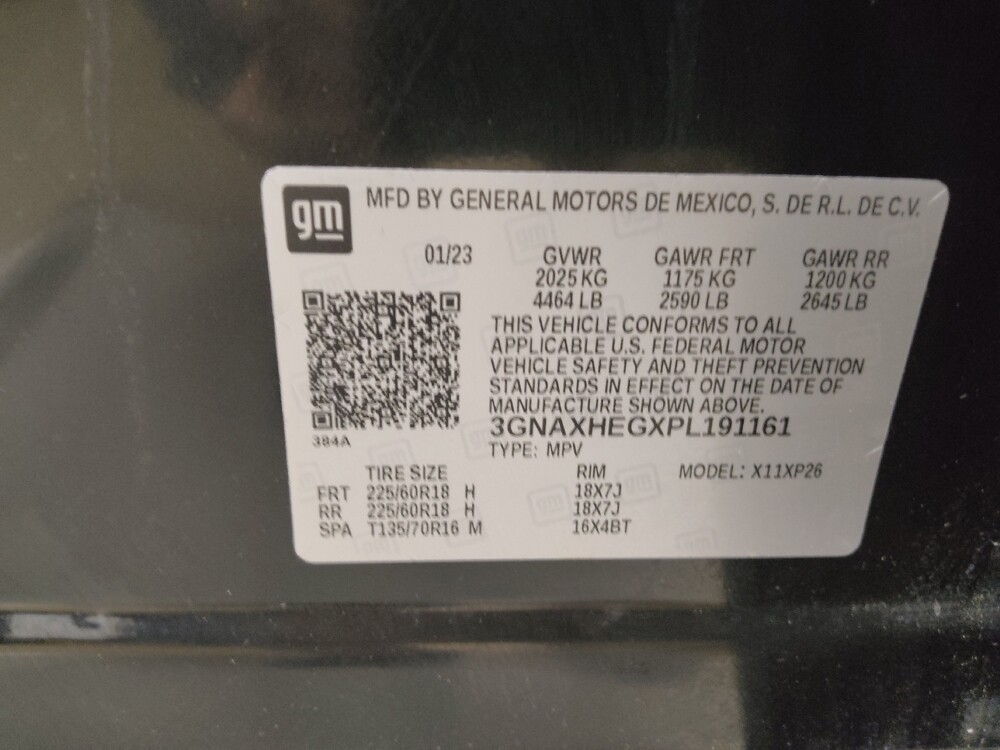 gm
MFD BY GENERAL MOTORS DE MEXICO, S. DE R.L. DE C.V.
01/23 GVWR GAWR FRT GAWR RR
2025 KG 1175 KG 1200 KG
4464 LB 2590 LB 2645 LB
THIS VEHICLE CONFORMS TO ALL
APPLICABLE U.S. FEDERAL MOTOR
VEHICLE SAFETY AND THEFT PREVENTION
STANDARDS IN EFFECT ON THE DATE OF
MANUFACTURE SHOWN ABOVE.
3GNAXHEGXPL191161
384A
TYPE: MPV
TIRE SIZE RIM MODEL: X11XP26
FRT 225/60R18 H 18X7J
RR 225/60R18 H 18X7J
SPA T135/70R16 M 16X4BT